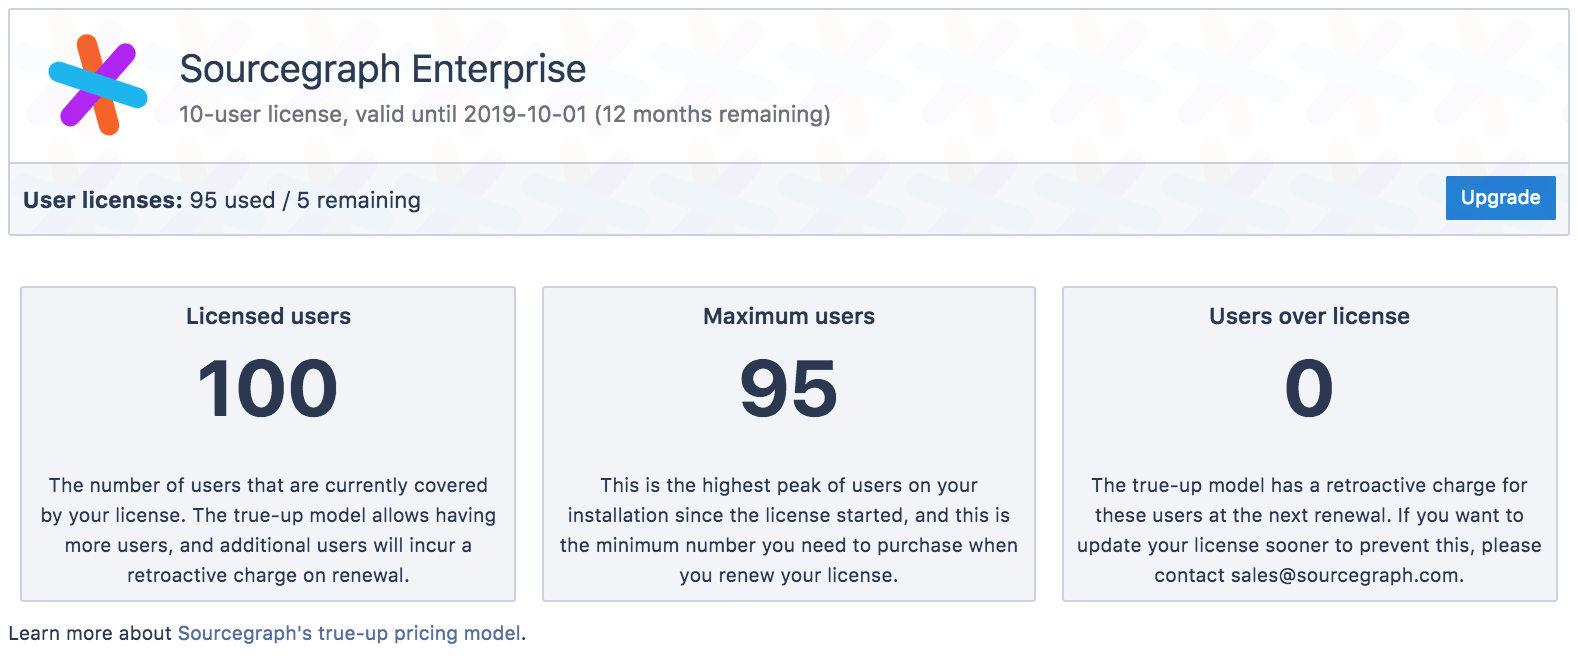 Sourcegraph Enterprise
10-user license, valid until 2019-10-01 (12 months remaining)
User licenses: 95 used / 5 remaining
Upgrade
Licensed users
100
The number of users that are currently covered
by your license. The true-up model allows having
more users, and additional users will incur a
retroactive charge on renewal.
Maximum users
95
This is the highest peak of users on your
installation since the license started, and this is
the minimum number you need to purchase when
you renew your license.
Users over license
0
The true-up model has a retroactive charge for
these users at the next renewal. If you want to
update your license sooner to prevent this, please
contact sales@sourcegraph.com.
Learn more about Sourcegraph's true-up pricing model.